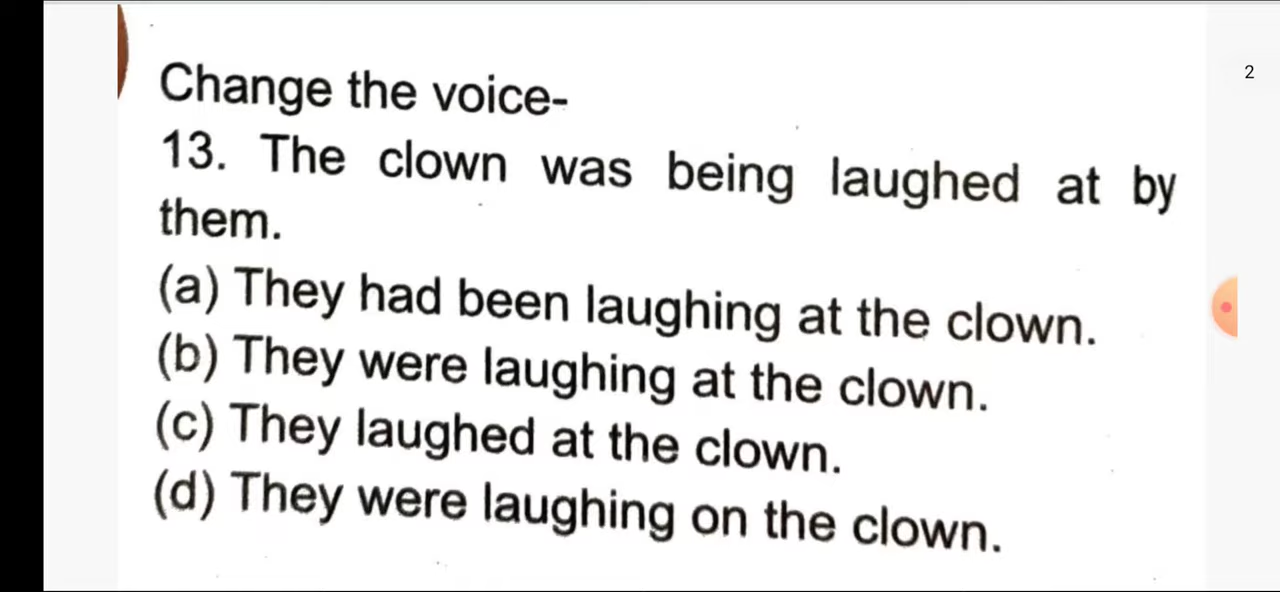 2
Change the voice-
13. The clown was being laughed at by
them.
(a) They had been laughing at the clown.
(b) They were laughing at the clown.
(c) They laughed at the clown.
(d) They were laughing on the clown.